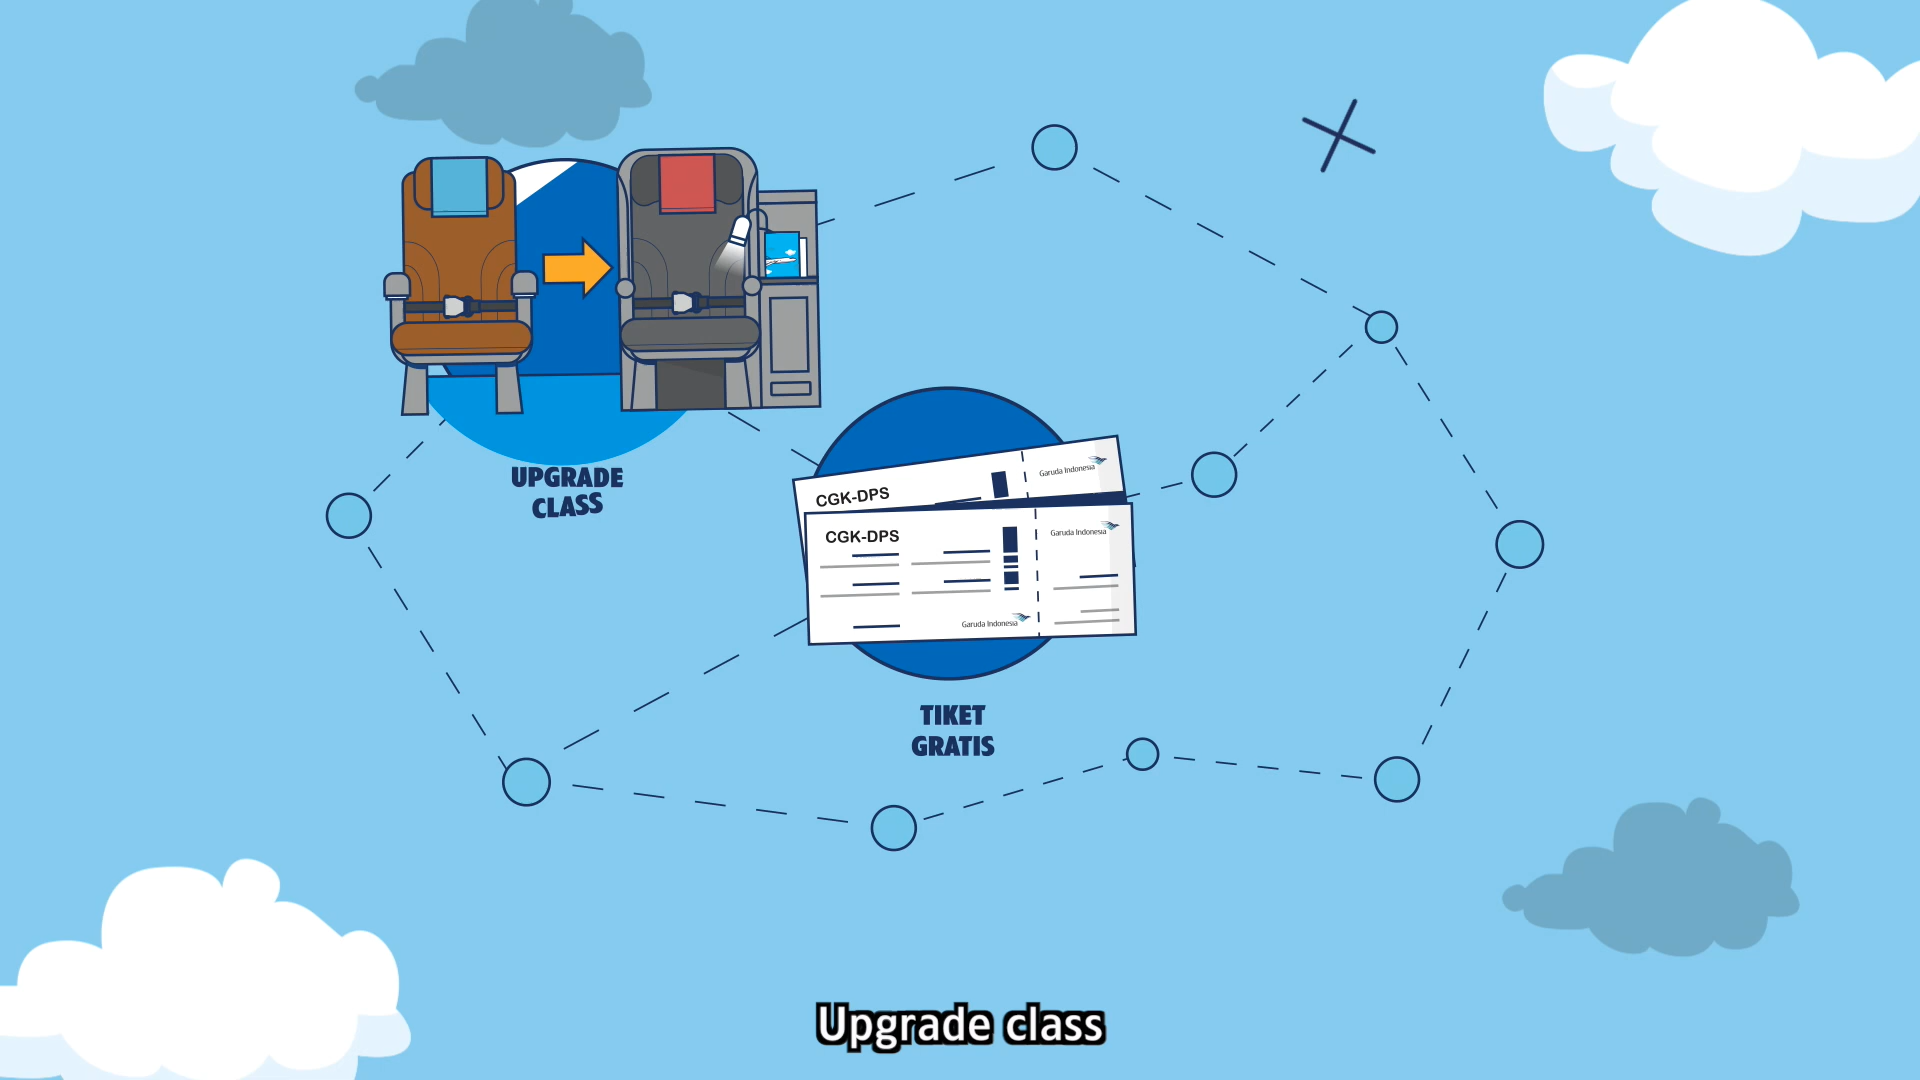 UPGRADE
CLASS
CGK-DPS
Garuda Indonesia
CGK-DPS
Garuda Indonesia
Garuda Indonesia
TIKET
GRATIS
Upgrade class